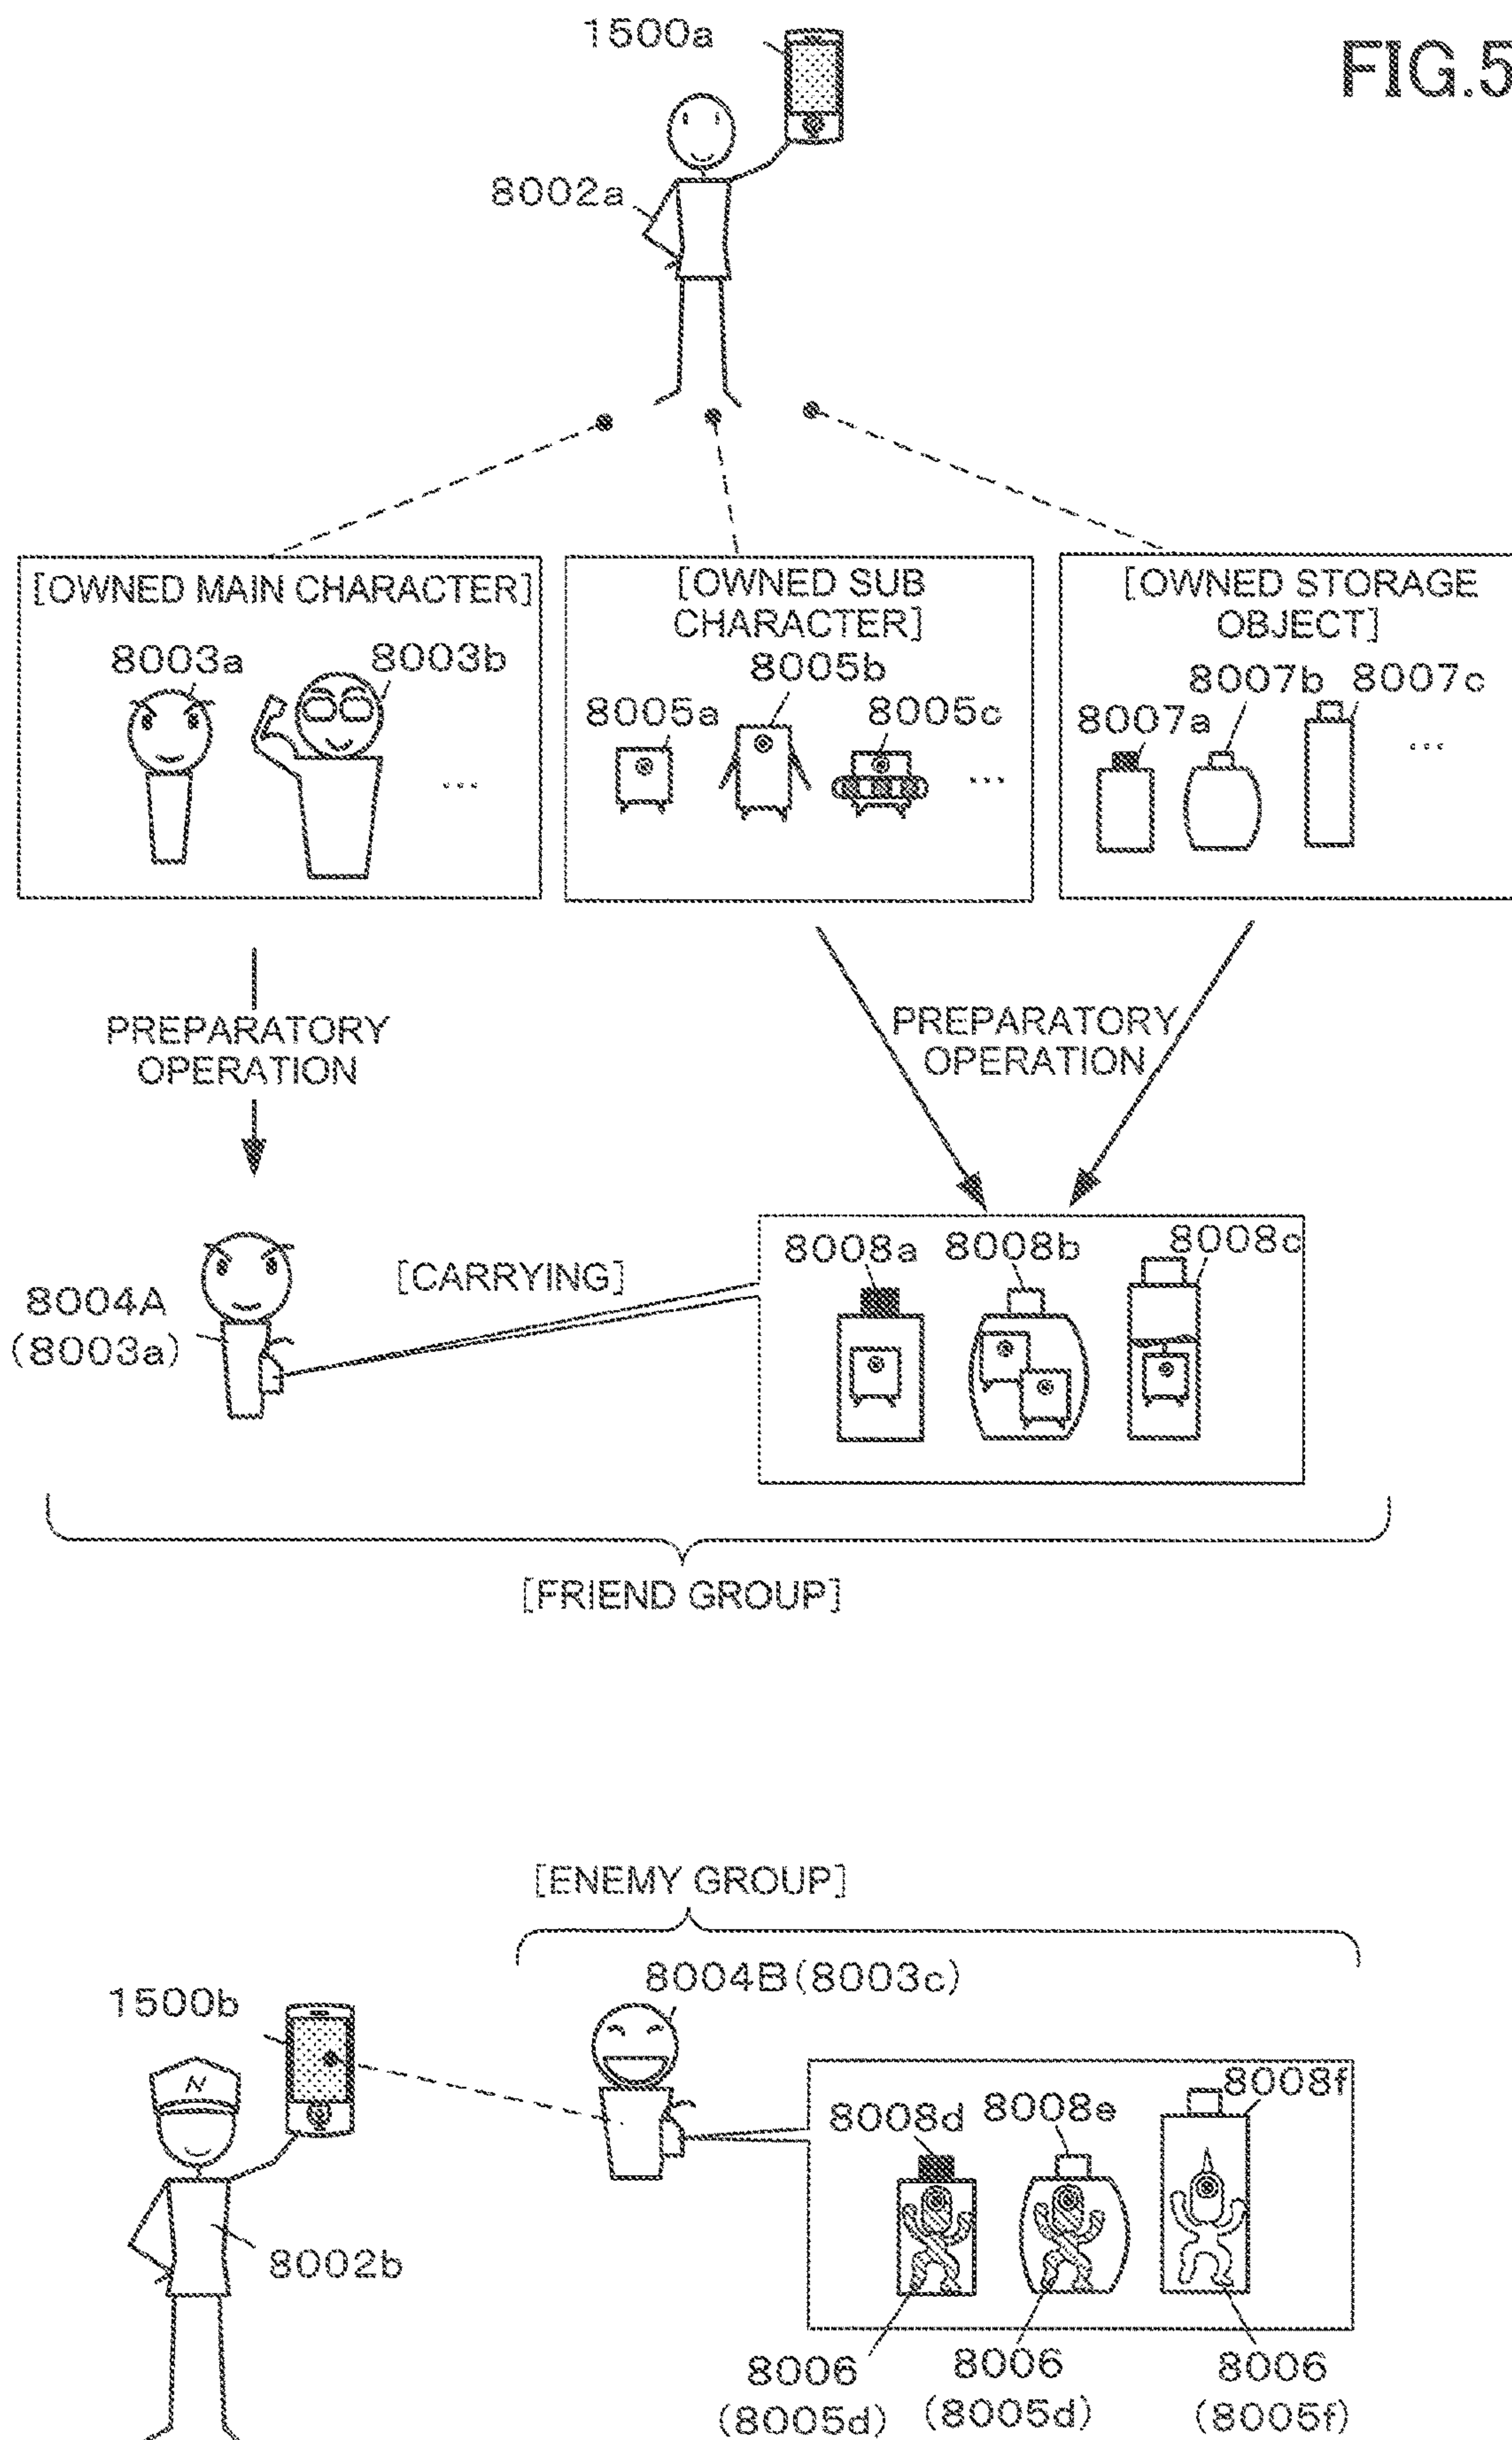 FIG.5
1500a
8002a
[OWNED MAIN CHARACTER]
8003a
8003b
...
[OWNED SUB
CHARACTER]
8005a
8005b
8005c
...
[OWNED STORAGE
OBJECT]
8007a
8007b
8007c
...
PREPARATORY
OPERATION
PREPARATORY
OPERATION
8004A
(8003a)
[CARRYING]
8008a
8008b
8008c
[FRIEND GROUP]
[ENEMY GROUP]
8004B(8003c)
1500b
N
8002b
8008d
8008e
8008f
8006
(8005d)
8006
(8005d)
8006
(8005f)